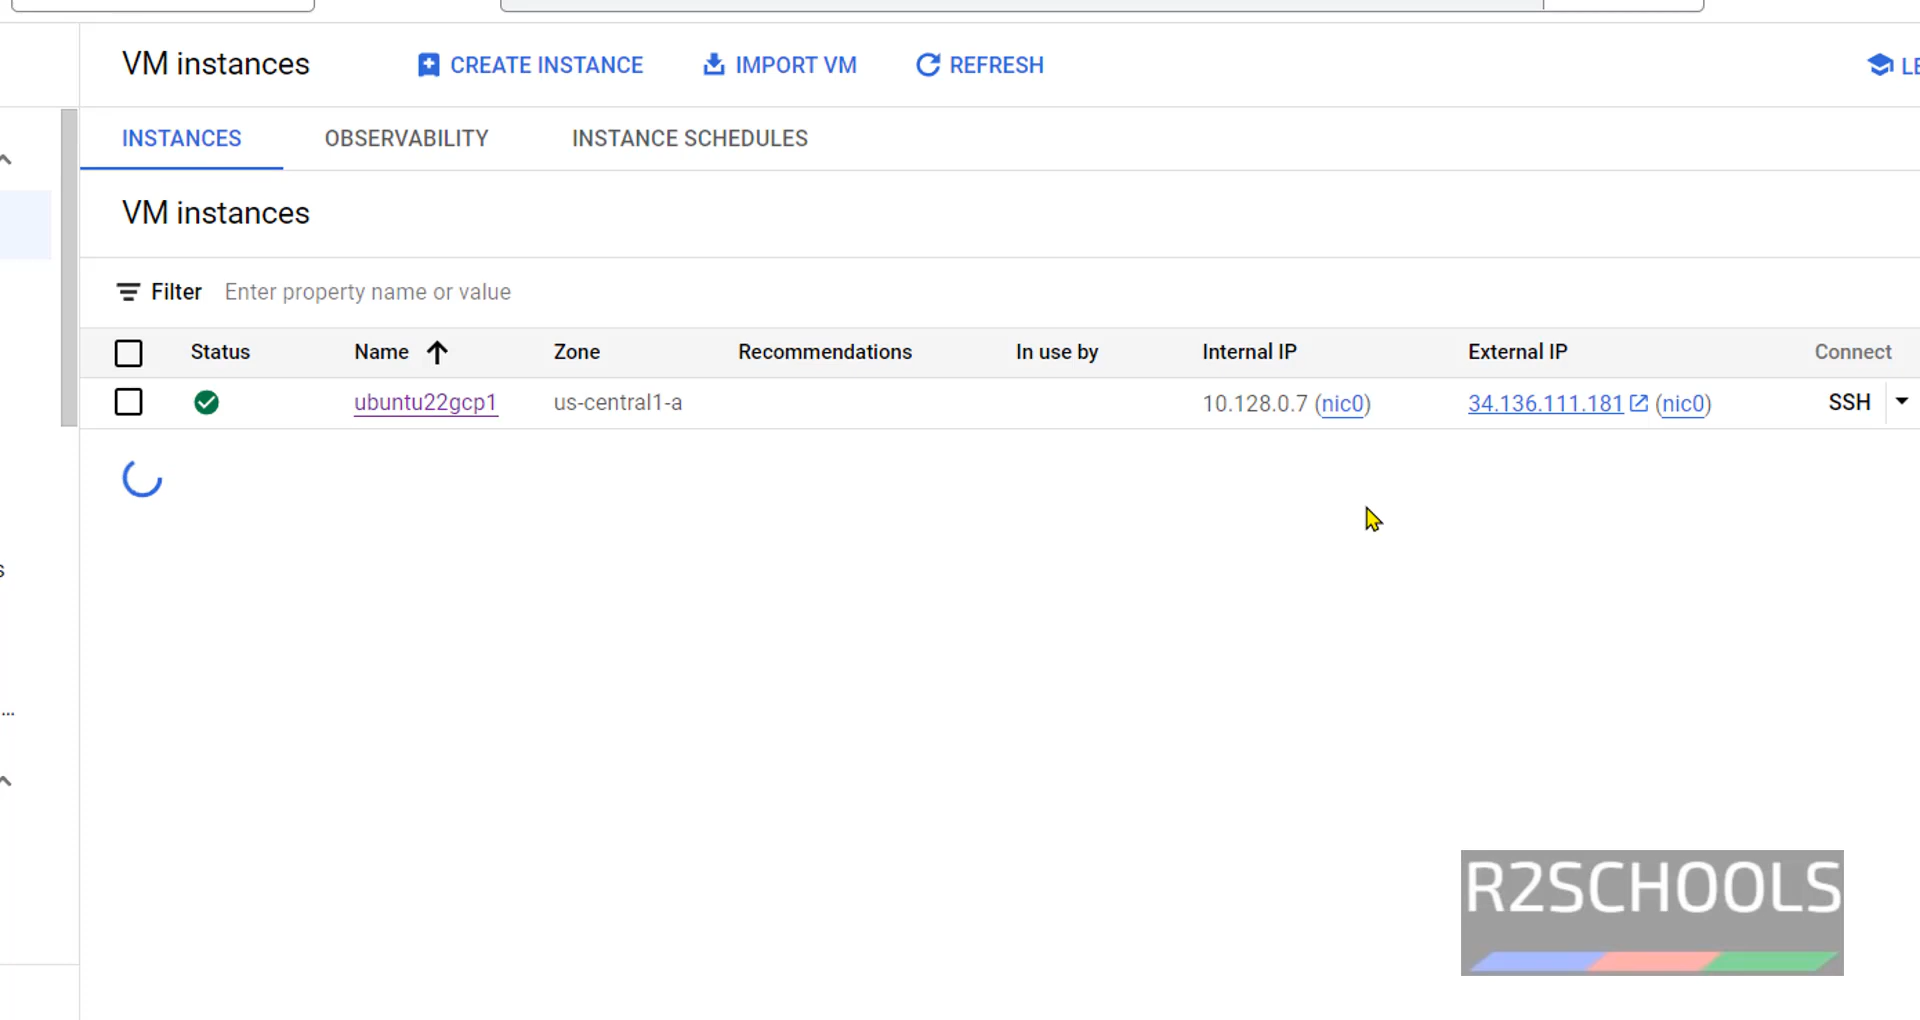 VM instances CREATE INSTANCE IMPORT VM REFRESH LE
INSTANCES OBSERVABILITY INSTANCE SCHEDULES
VM instances
Filter Enter property name or value
Status Name Zone Recommendations In use by Internal IP External IP Connect
ubuntu22gcp1 us-central1-a 10.128.0.7 (nic0) 34.136.111.181 (nic0) SSH
s
...
R2SCHOOLS